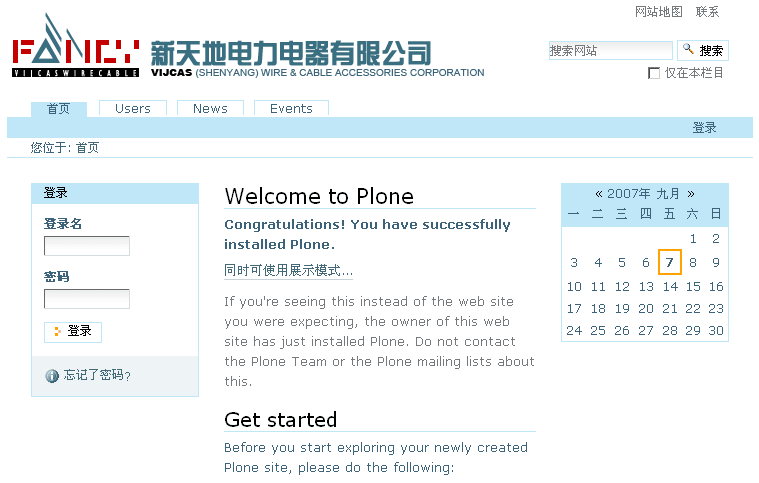 网站地图 联系
FANCY 新天地电力电器有限公司
VIJCASWIRECABLE VIJCAS (SHENYANG) WIRE & CABLE ACCESSORIES CORPORATION
搜索网站 搜索
仅在本栏目
首页 Users News Events
登录
您位于: 首页
登录
登录名
密码
登录
忘记了密码?
Welcome to Plone
Congratulations! You have successfully
installed Plone.
同时可使用展示模式...
If you're seeing this instead of the web site
you were expecting, the owner of this web
site has just installed Plone. Do not contact
the Plone Team or the Plone mailing lists about
this.
Get started
Before you start exploring your newly created
Plone site, please do the following:
« 2007年 九月 »
一 二 三 四 五 六 日
1 2
3 4 5 6 7 8 9
10 11 12 13 14 15 16
17 18 19 20 21 22 23
24 25 26 27 28 29 30